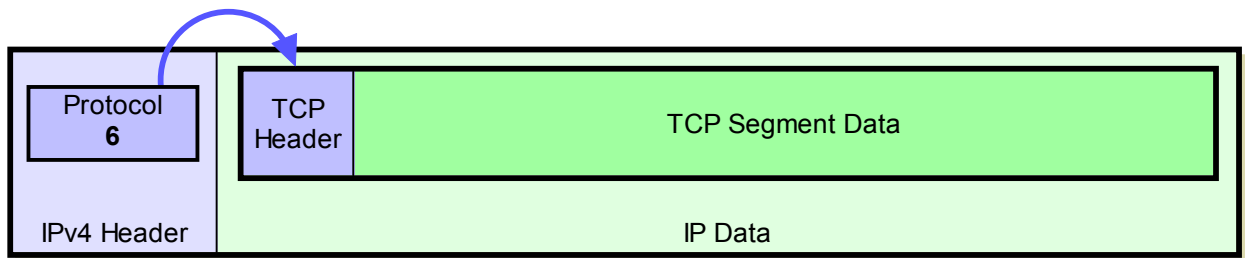 Protocol
6
TCP
Header
TCP Segment Data
IPv4 Header
IP Data